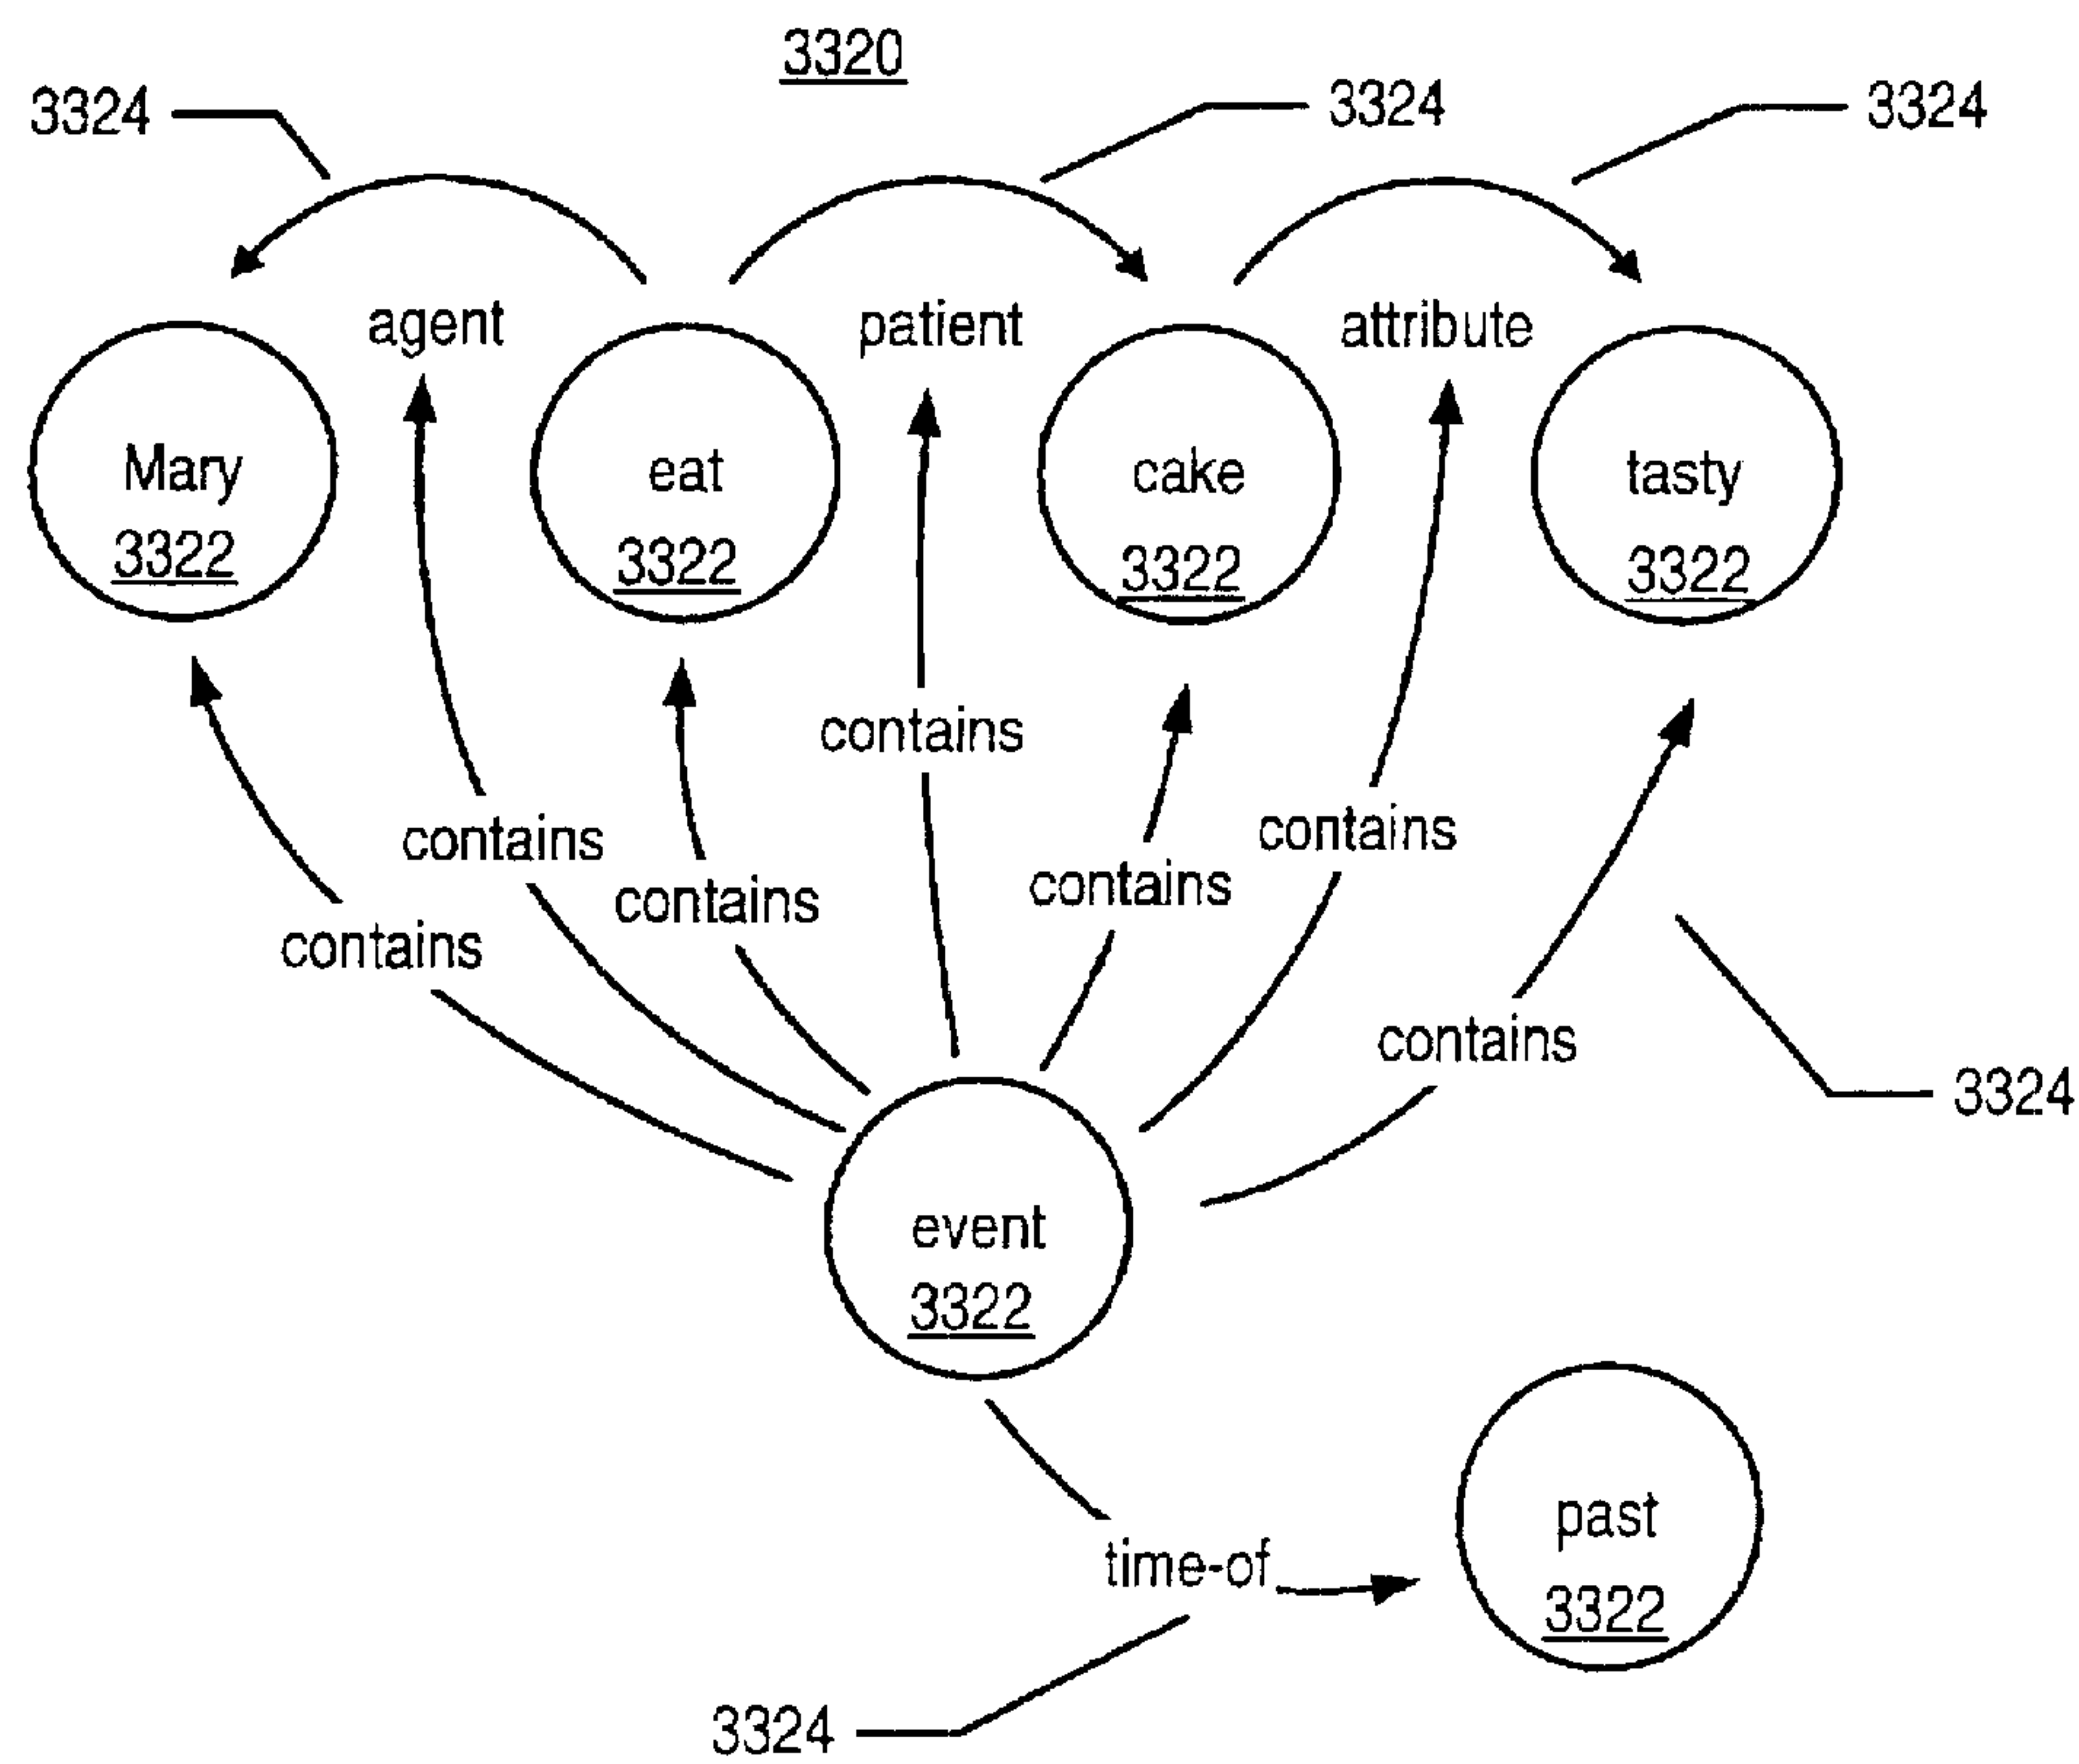 3320
3324
3324
3324
agent
patient
attribute
Mary
3322
eat
3322
cake
3322
tasty
3322
contains
contains
contains
contains
contains
contains
contains
3324
event
3322
past
3322
time-of
3324